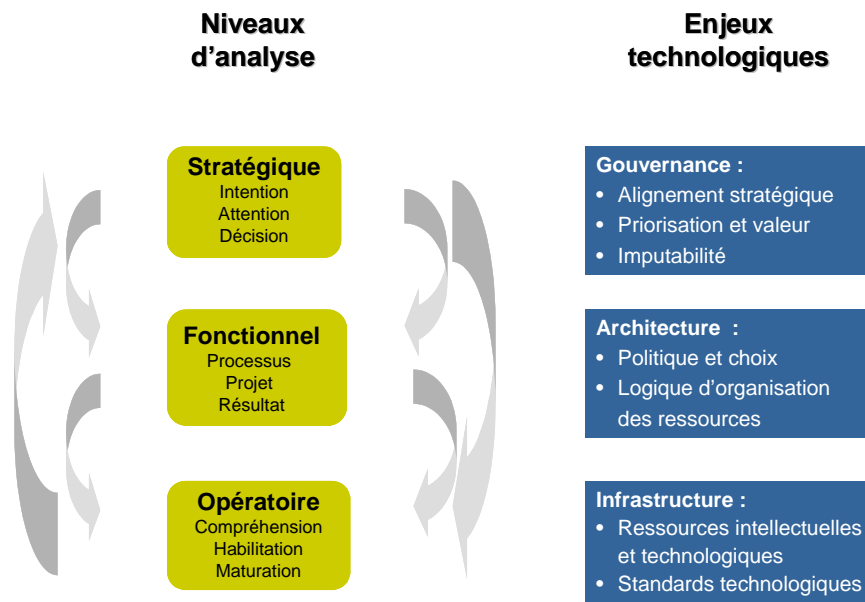 Niveaux
d’analyse
Enjeux
technologiques
Stratégique
Intention
Attention
Décision
Gouvernance :
• Alignement stratégique
• Priorisation et valeur
• Imputabilité
Fonctionnel
Processus
Projet
Résultat
Architecture :
• Politique et choix
• Logique d’organisation
des ressources
Opératoire
Compréhension
Habilitation
Maturation
Infrastructure :
• Ressources intellectuelles
et technologiques
• Standards technologiques